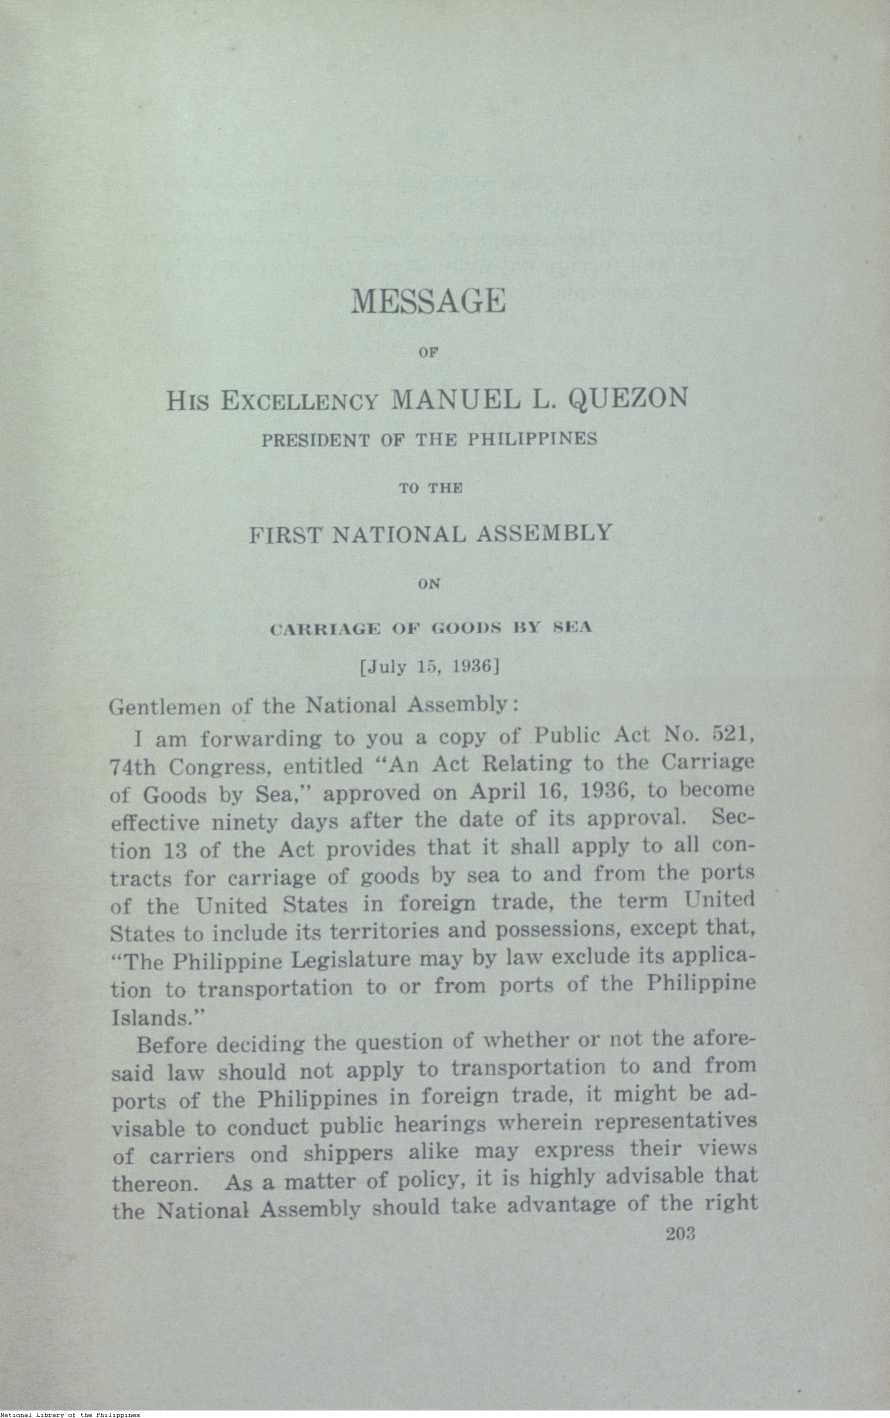 MESSAGE
OF
HIS EXCELLENCY MANUEL L. QUEZON
PRESIDENT OF THE PHILIPPINES
TO THE
FIRST NATIONAL ASSEMBLY
ON
CARRIAGE OF GOODS BY SEA
[July 15, 1936]
Gentlemen of the National Assembly:
I am forwarding to you a copy of Public Act No. 521,
74th Congress, entitled “An Act Relating to the Carriage
of Goods by Sea,” approved on April 16, 1936, to become
effective ninety days after the date of its approval. Sec-
tion 13 of the Act provides that it shall apply to all con-
tracts for carriage of goods by sea to and from the ports
of the United States in foreign trade, the term United
States to include its territories and possessions, except that,
“The Philippine Legislature may by law exclude its applica-
tion to transportation to or from ports of the Philippine
Islands.”
Before deciding the question of whether or not the afore-
said law should not apply to transportation to and from
ports of the Philippines in foreign trade, it might be ad-
visable to conduct public hearings wherein representatives
of carriers ond shippers alike may express their views
thereon. As a matter of policy, it is highly advisable that
the National Assembly should take advantage of the right
203
National Library of the Philippines